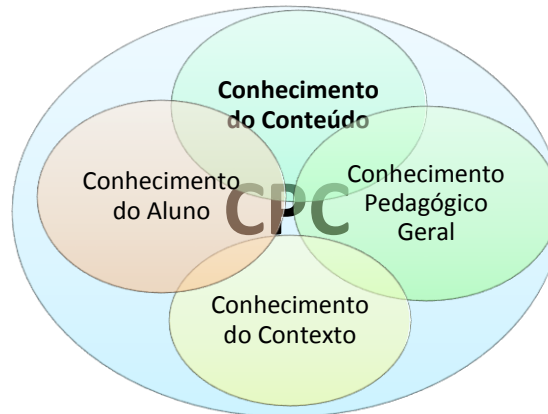 Conhecimento
do Conteúdo
Conhecimento
do Aluno
CPC
Conhecimento
Pedagógico
Geral
Conhecimento
do Contexto